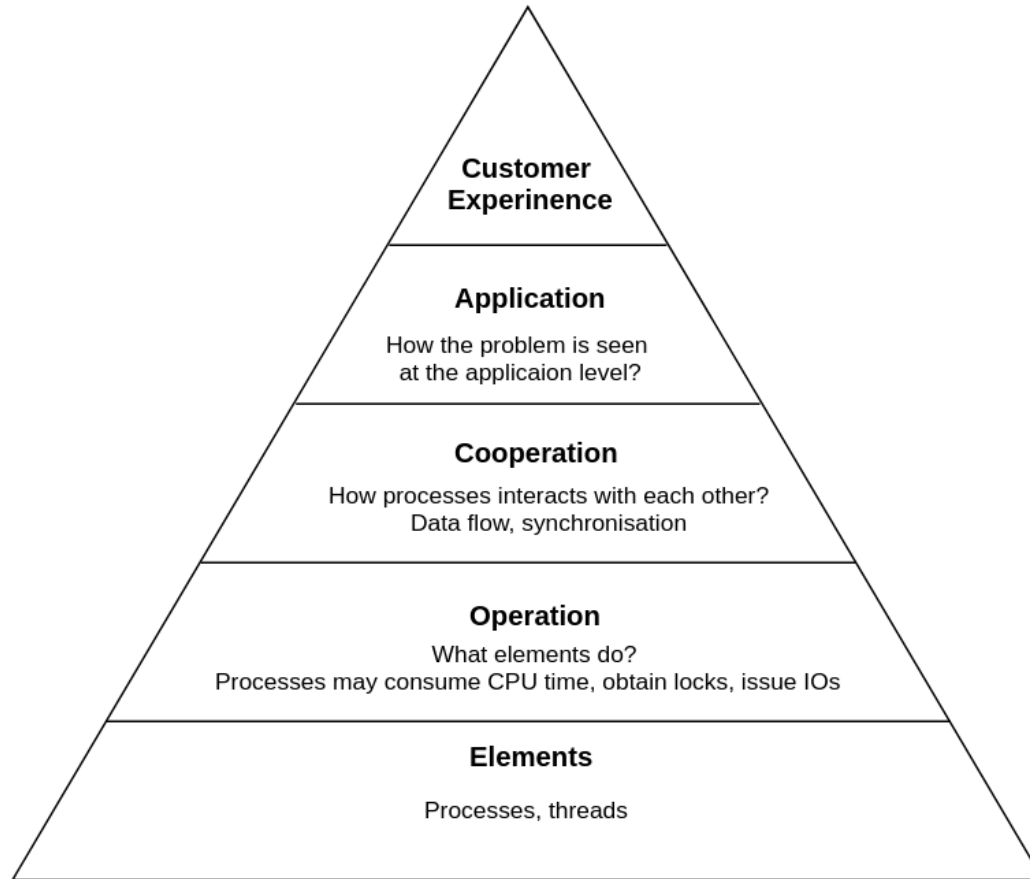 Customer
Experinence
Application
How the problem is seen
at the applicaion level?
Cooperation
How processes interacts with each other?
Data flow, synchronisation
Operation
What elements do?
Processes may consume CPU time, obtain locks, issue IOs
Elements
Processes, threads